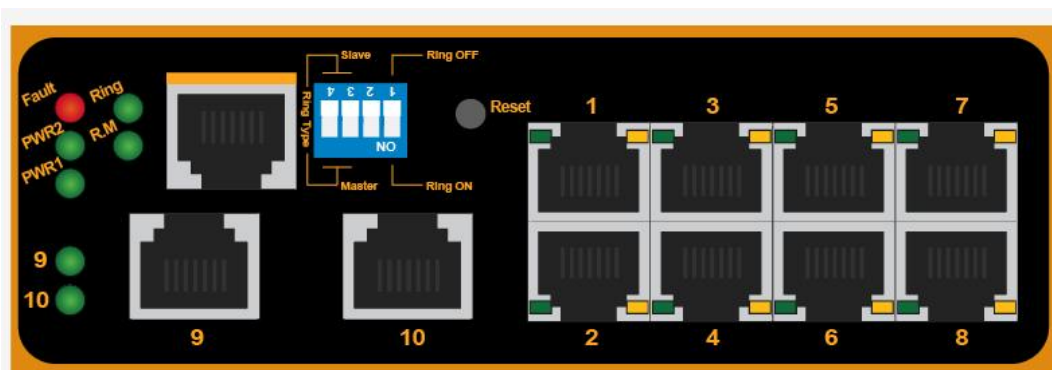 Fault
Ring
PWR2
R.M
PWR1
9
10
Slave
Ring OFF
Ring Type
4 3 2 1
NO
Master
Ring ON
Reset
1 3 5 7
9 10
2 4 6 8